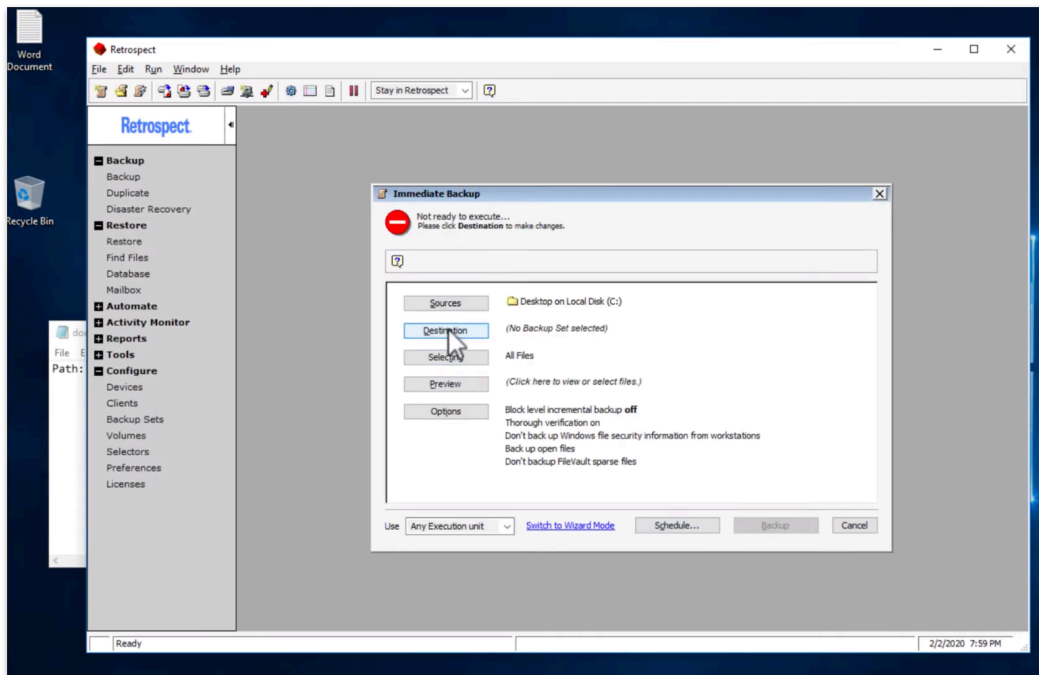 Word
Document
Recycle Bin
Retrospect
File Edit Run Window Help
Stay in Retrospect
Retrospect
Backup
Backup
Duplicate
Disaster Recovery
Restore
Restore
Find Files
Database
Mailbox
Automate
Activity Monitor
Reports
Tools
Configure
Devices
Clients
Backup Sets
Volumes
Selectors
Preferences
Licenses
File
Path:
Immediate Backup
Not ready to execute...
Please click Destination to make changes.
Sources Desktop on Local Disk (C:)
Destination (No Backup Set selected)
Selecting All Files
Preview (Click here to view or select files.)
Options Block level incremental backup off
Thorough verification on
Don't back up Windows file security information from workstations
Back up open files
Don't backup FileVault sparse files
Use Any Execution unit Switch to Wizard Mode Schedule... Backup Cancel
Ready 2/2/2020 7:59 PM